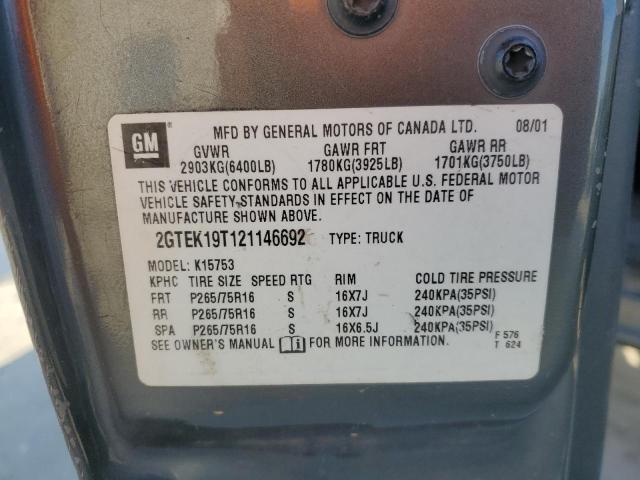 GM
MFD BY GENERAL MOTORS OF CANADA LTD. 08/01
GVWR GAWR FRT GAWR RR
2903KG(6400LB) 1780KG(3925LB) 1701KG(3750LB)
THIS VEHICLE CONFORMS TO ALL APPLICABLE U.S. FEDERAL MOTOR
VEHICLE SAFETY STANDARDS IN EFFECT ON THE DATE OF
MANUFACTURE SHOWN ABOVE.
2GTEK19T121146692 TYPE: TRUCK
MODEL: K15753
KPHC TIRE SIZE SPEED RTG RIM COLD TIRE PRESSURE
FRT P265/75R16 S 16X7J 240KPA(35PSI)
RR P265/75R16 S 16X7J 240KPA(35PSI)
SPA P265/75R16 S 16X6.5J 240KPA(35PSI)
SEE OWNER'S MANUAL FOR MORE INFORMATION.
F 576
T 624